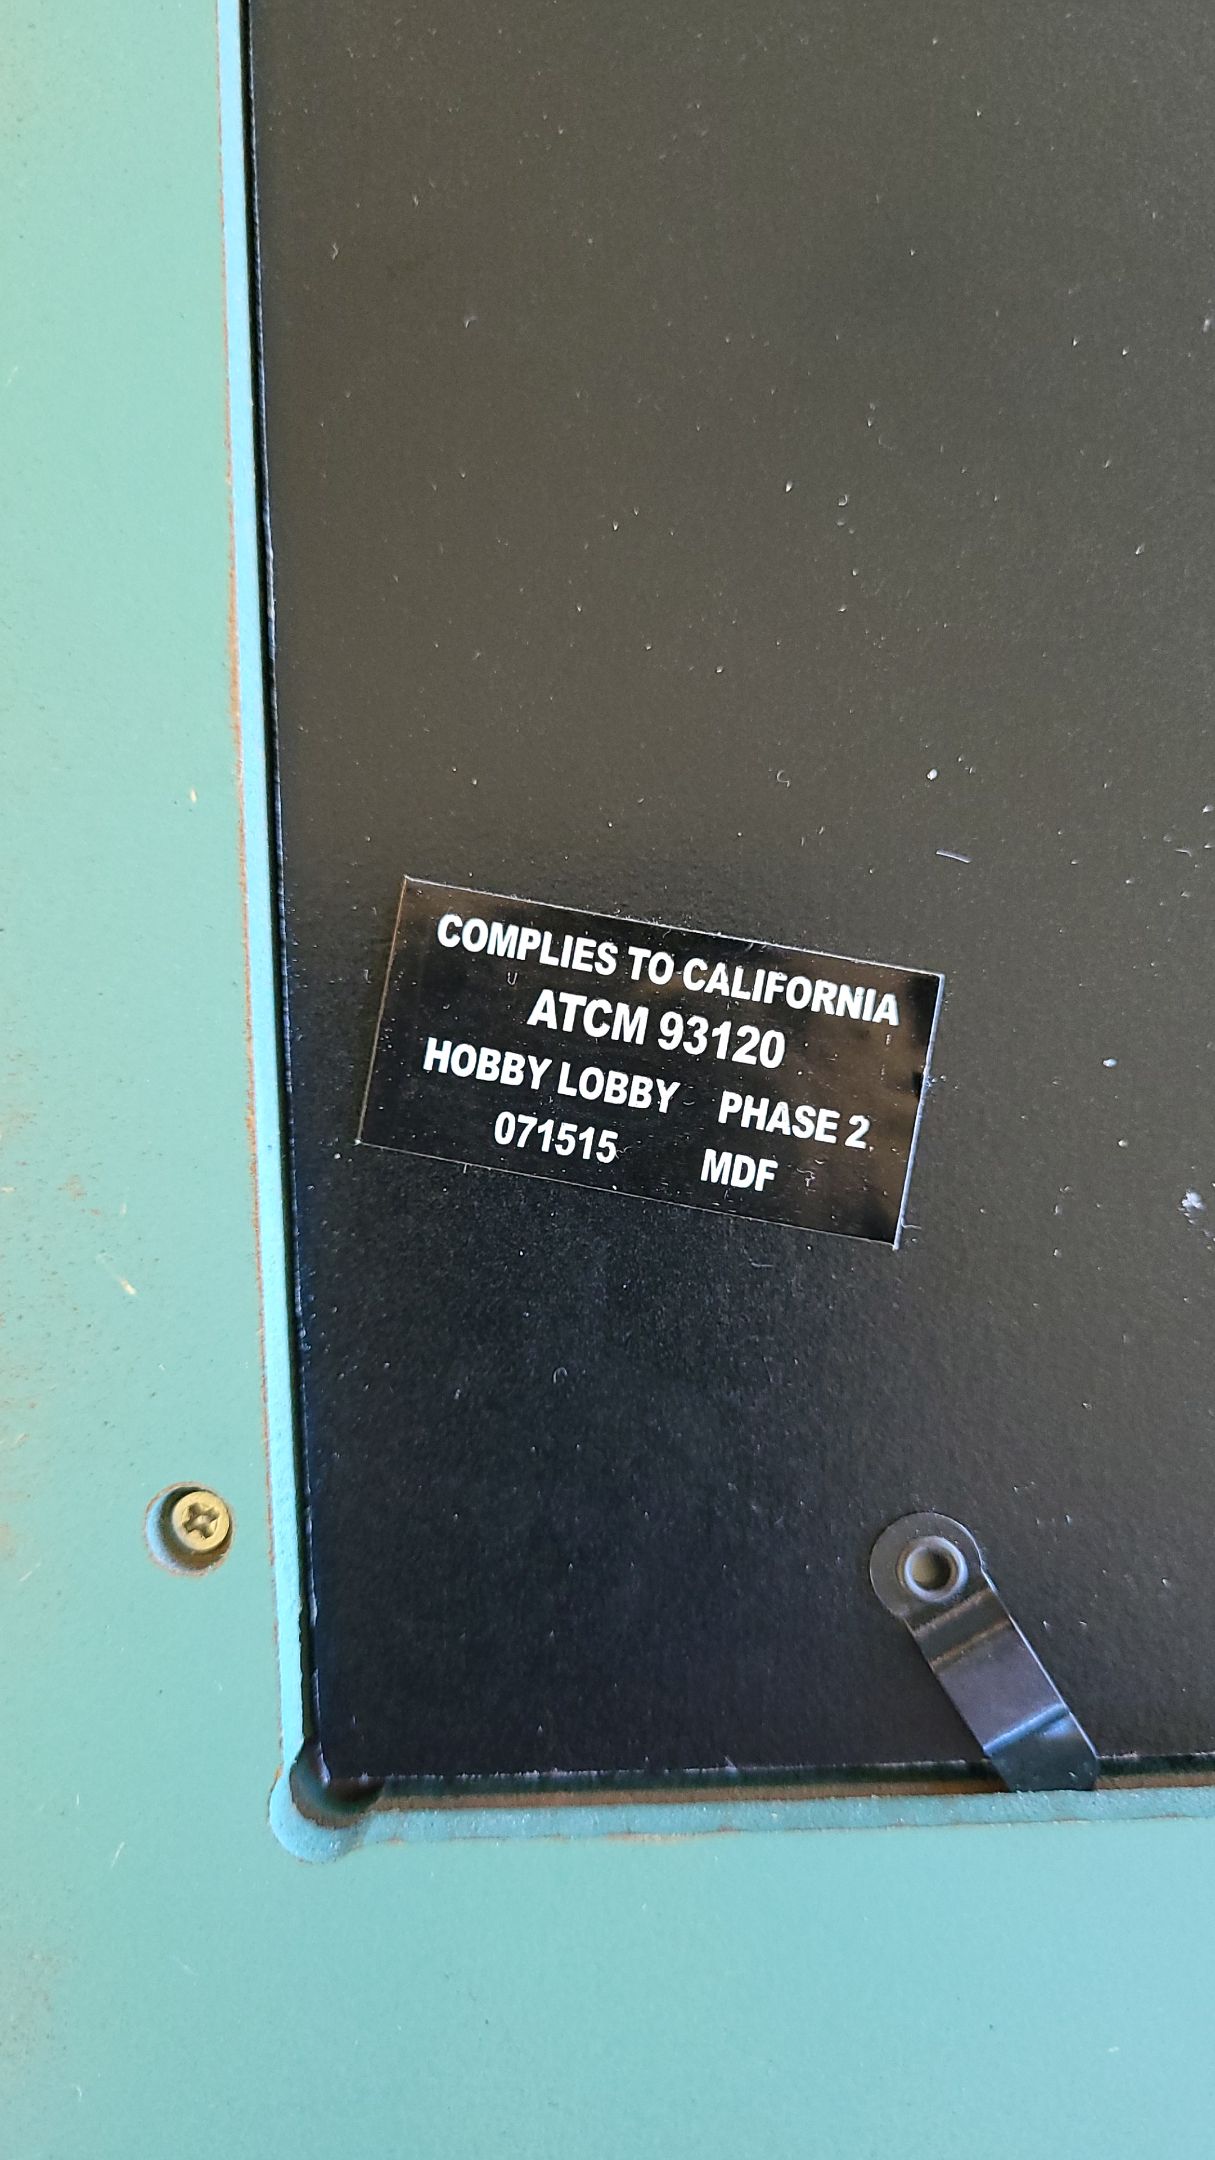 COMPLIES TO CALIFORNIA
ATCM 93120
HOBBY LOBBY PHASE 2
071515 MDF